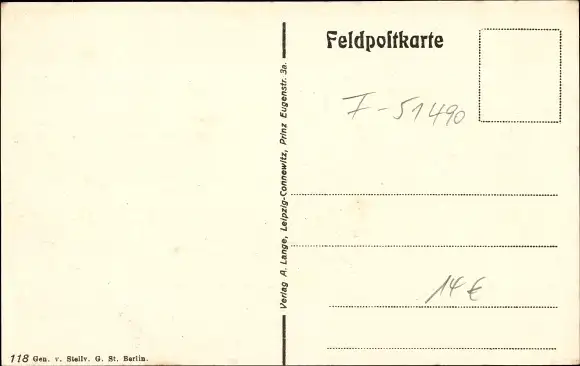 Feldpostkarte
F-51490
Verlag A. Lange, Leipzig-Connewitz, Prinz Eugenstr. 3a.
14€
118 Gen. v. Stellv. G. St. Berlin.